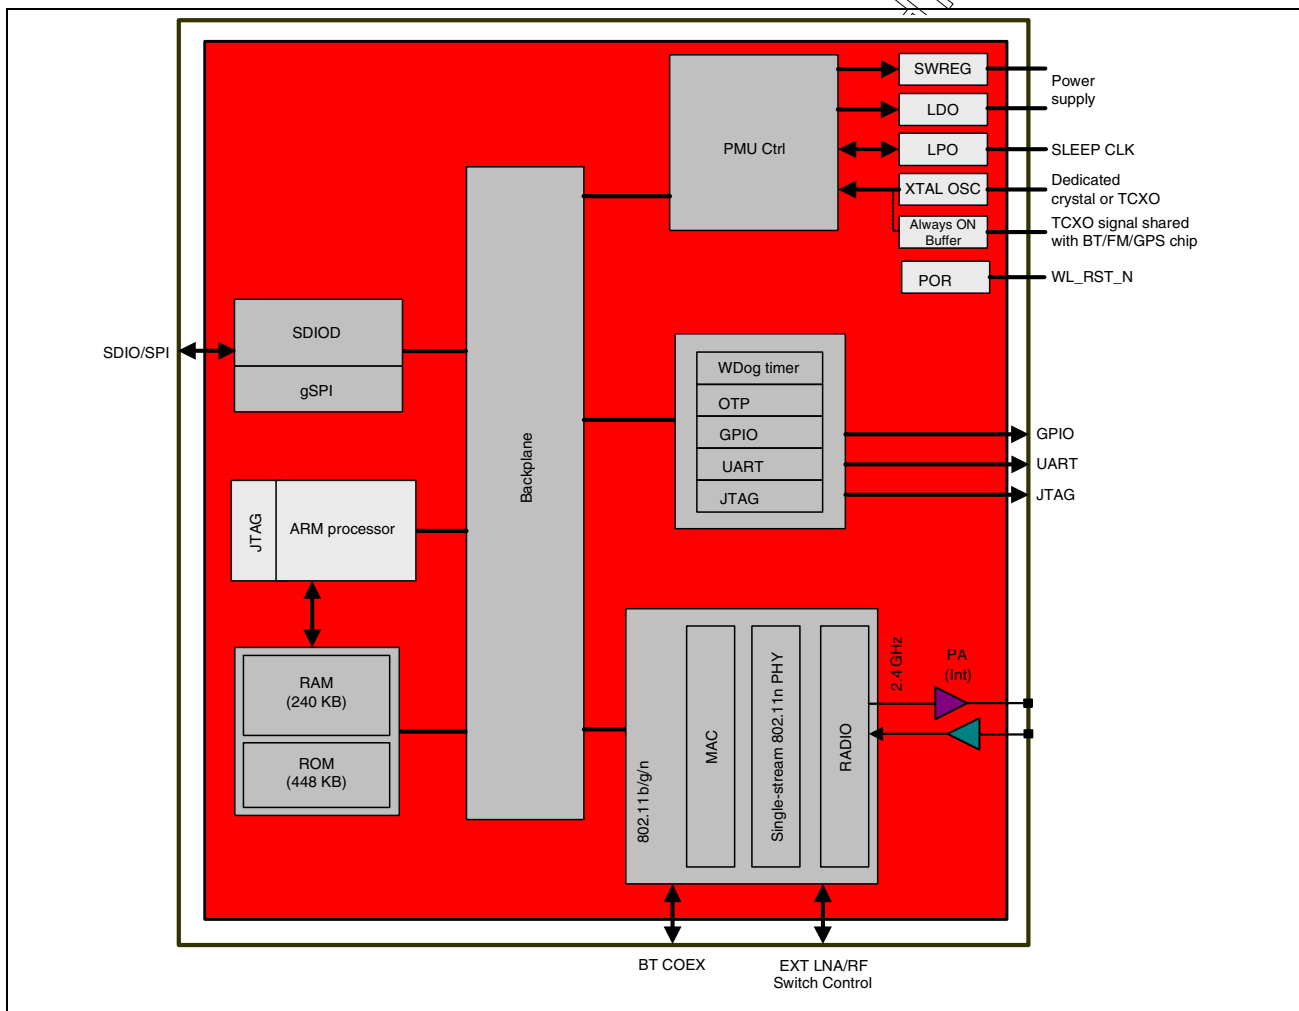 SWREG
Power
supply
LDO
PMU Ctrl
LPO
SLEEP CLK
XTAL OSC
Dedicated
crystal or TCXO
Always ON
Buffer
TCXO signal shared
with BT/FM/GPS chip
POR
WL_RST_N
SDIO/SPI
SDIOD
gSPI
Backplane
WDog timer
OTP
GPIO
UART
JTAG
GPIO
UART
JTAG
JTAG
ARM processor
RAM
(240 KB)
ROM
(448 KB)
802.11b/g/n
MAC
Single-stream 802.11n PHY
RADIO
2.4 GHz
PA
(Int)
BT COEX
EXT LNA/RF
Switch Control